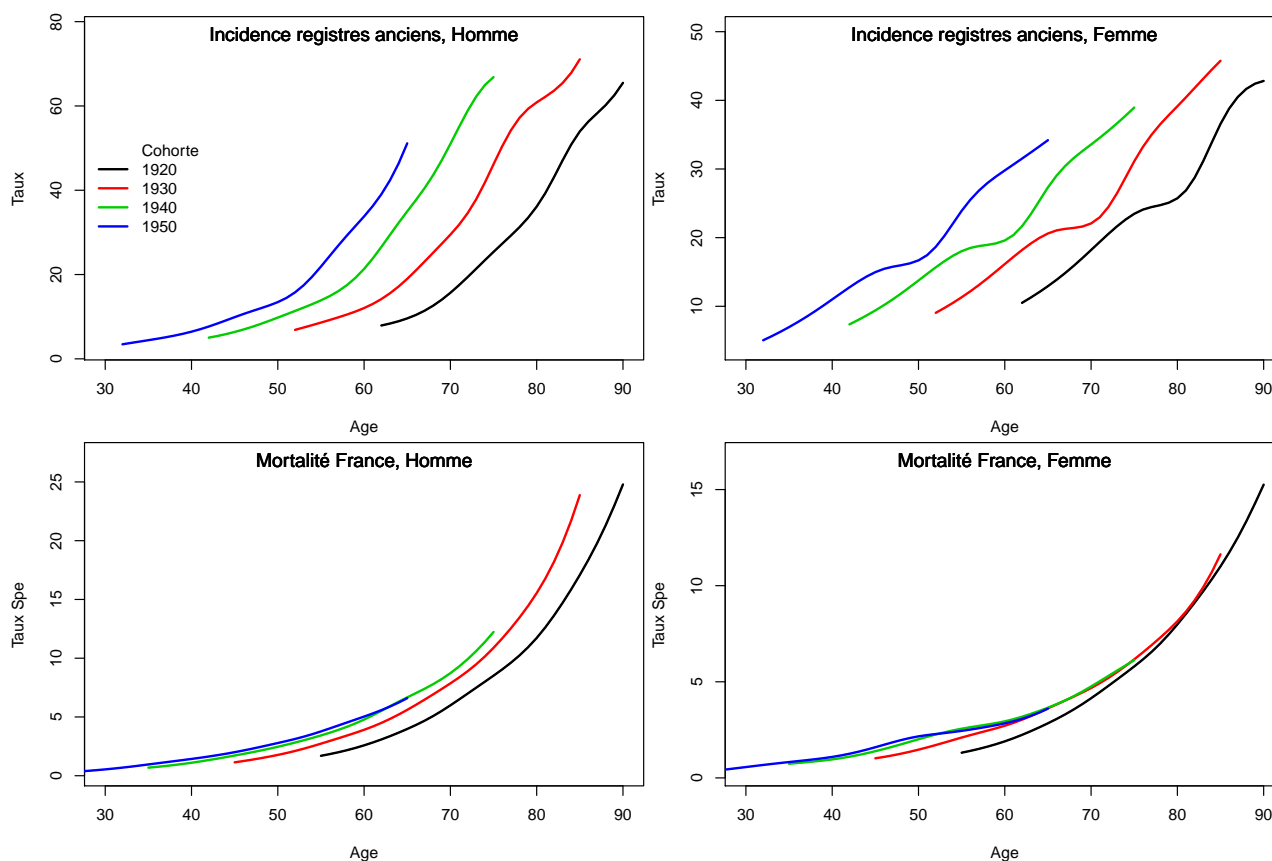 Incidence registres anciens, Homme
Taux
0
20
40
60
80
Cohorte
1920
1930
1940
1950
30 40 50 60 70 80 90
Age
Incidence registres anciens, Femme
Taux
10
20
30
40
50
30 40 50 60 70 80 90
Age
Mortalité France, Homme
Taux Spe
0
5
10
15
20
25
30 40 50 60 70 80 90
Age
Mortalité France, Femme
Taux Spe
0
5
10
15
30 40 50 60 70 80 90
Age